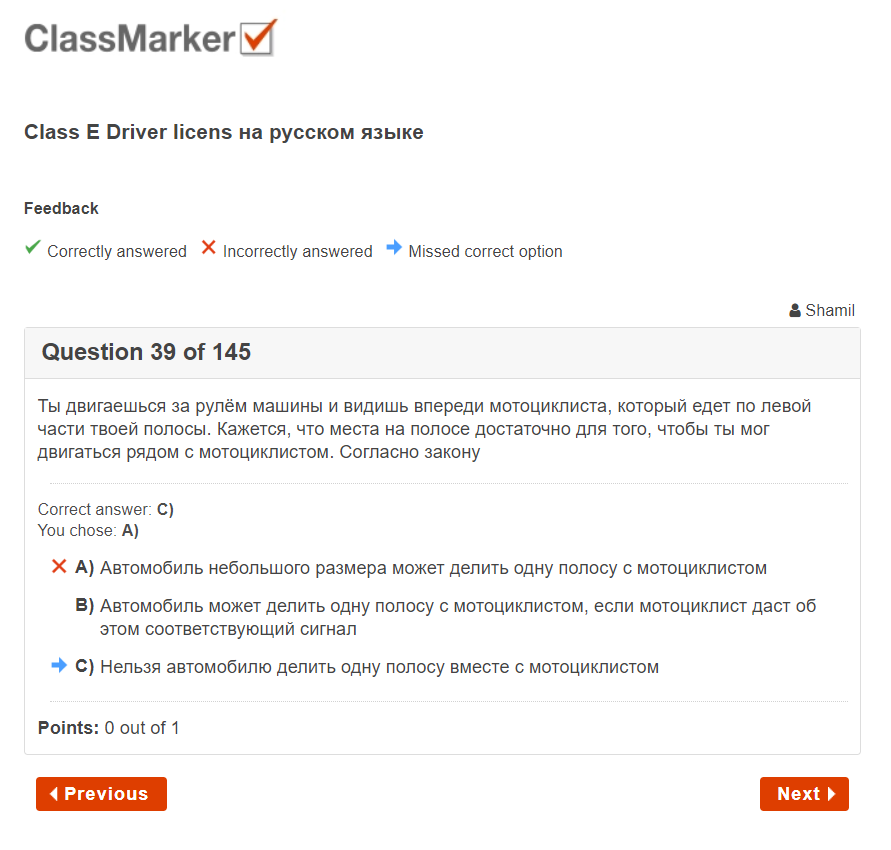 ClassMarker
Class E Driver licens на русском языке
Feedback
Correctly answered Incorrectly answered Missed correct option
Shamil
Question 39 of 145
Ты двигаешься за рулём машины и видишь впереди мотоциклиста, который едет по левой
части твоей полосы. Кажется, что места на полосе достаточно для того, чтобы ты мог
двигаться рядом с мотоциклистом. Согласно закону
Correct answer: C)
You chose: A)
A) Автомобиль небольшого размера может делить одну полосу с мотоциклистом
B) Автомобиль может делить одну полосу с мотоциклистом, если мотоциклист даст об
этом соответствующий сигнал
C) Нельзя автомобилю делить одну полосу вместе с мотоциклистом
Points: 0 out of 1
Previous Next